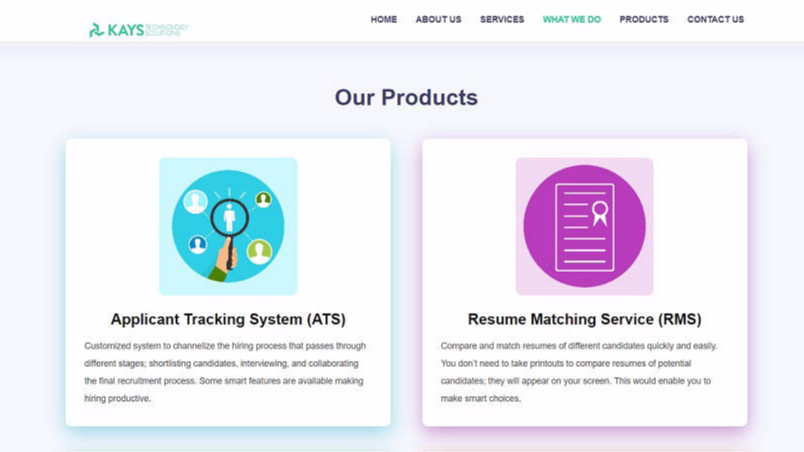 KAYS TECHNOLOGY
SOLUTIONS
HOME ABOUT US SERVICES WHAT WE DO PRODUCTS CONTACT US
Our Products
Applicant Tracking System (ATS)
Customized system to channelize the hiring process that passes through
different stages; shortlisting candidates, interviewing, and collaborating
the final recruitment process. Some smart features are available making
hiring productive.
Resume Matching Service (RMS)
Compare and match resumes of different candidates quickly and easily.
You don't need to take printouts to compare resumes of potential
candidates; they will appear on your screen. This would enable you to
make smart choices.